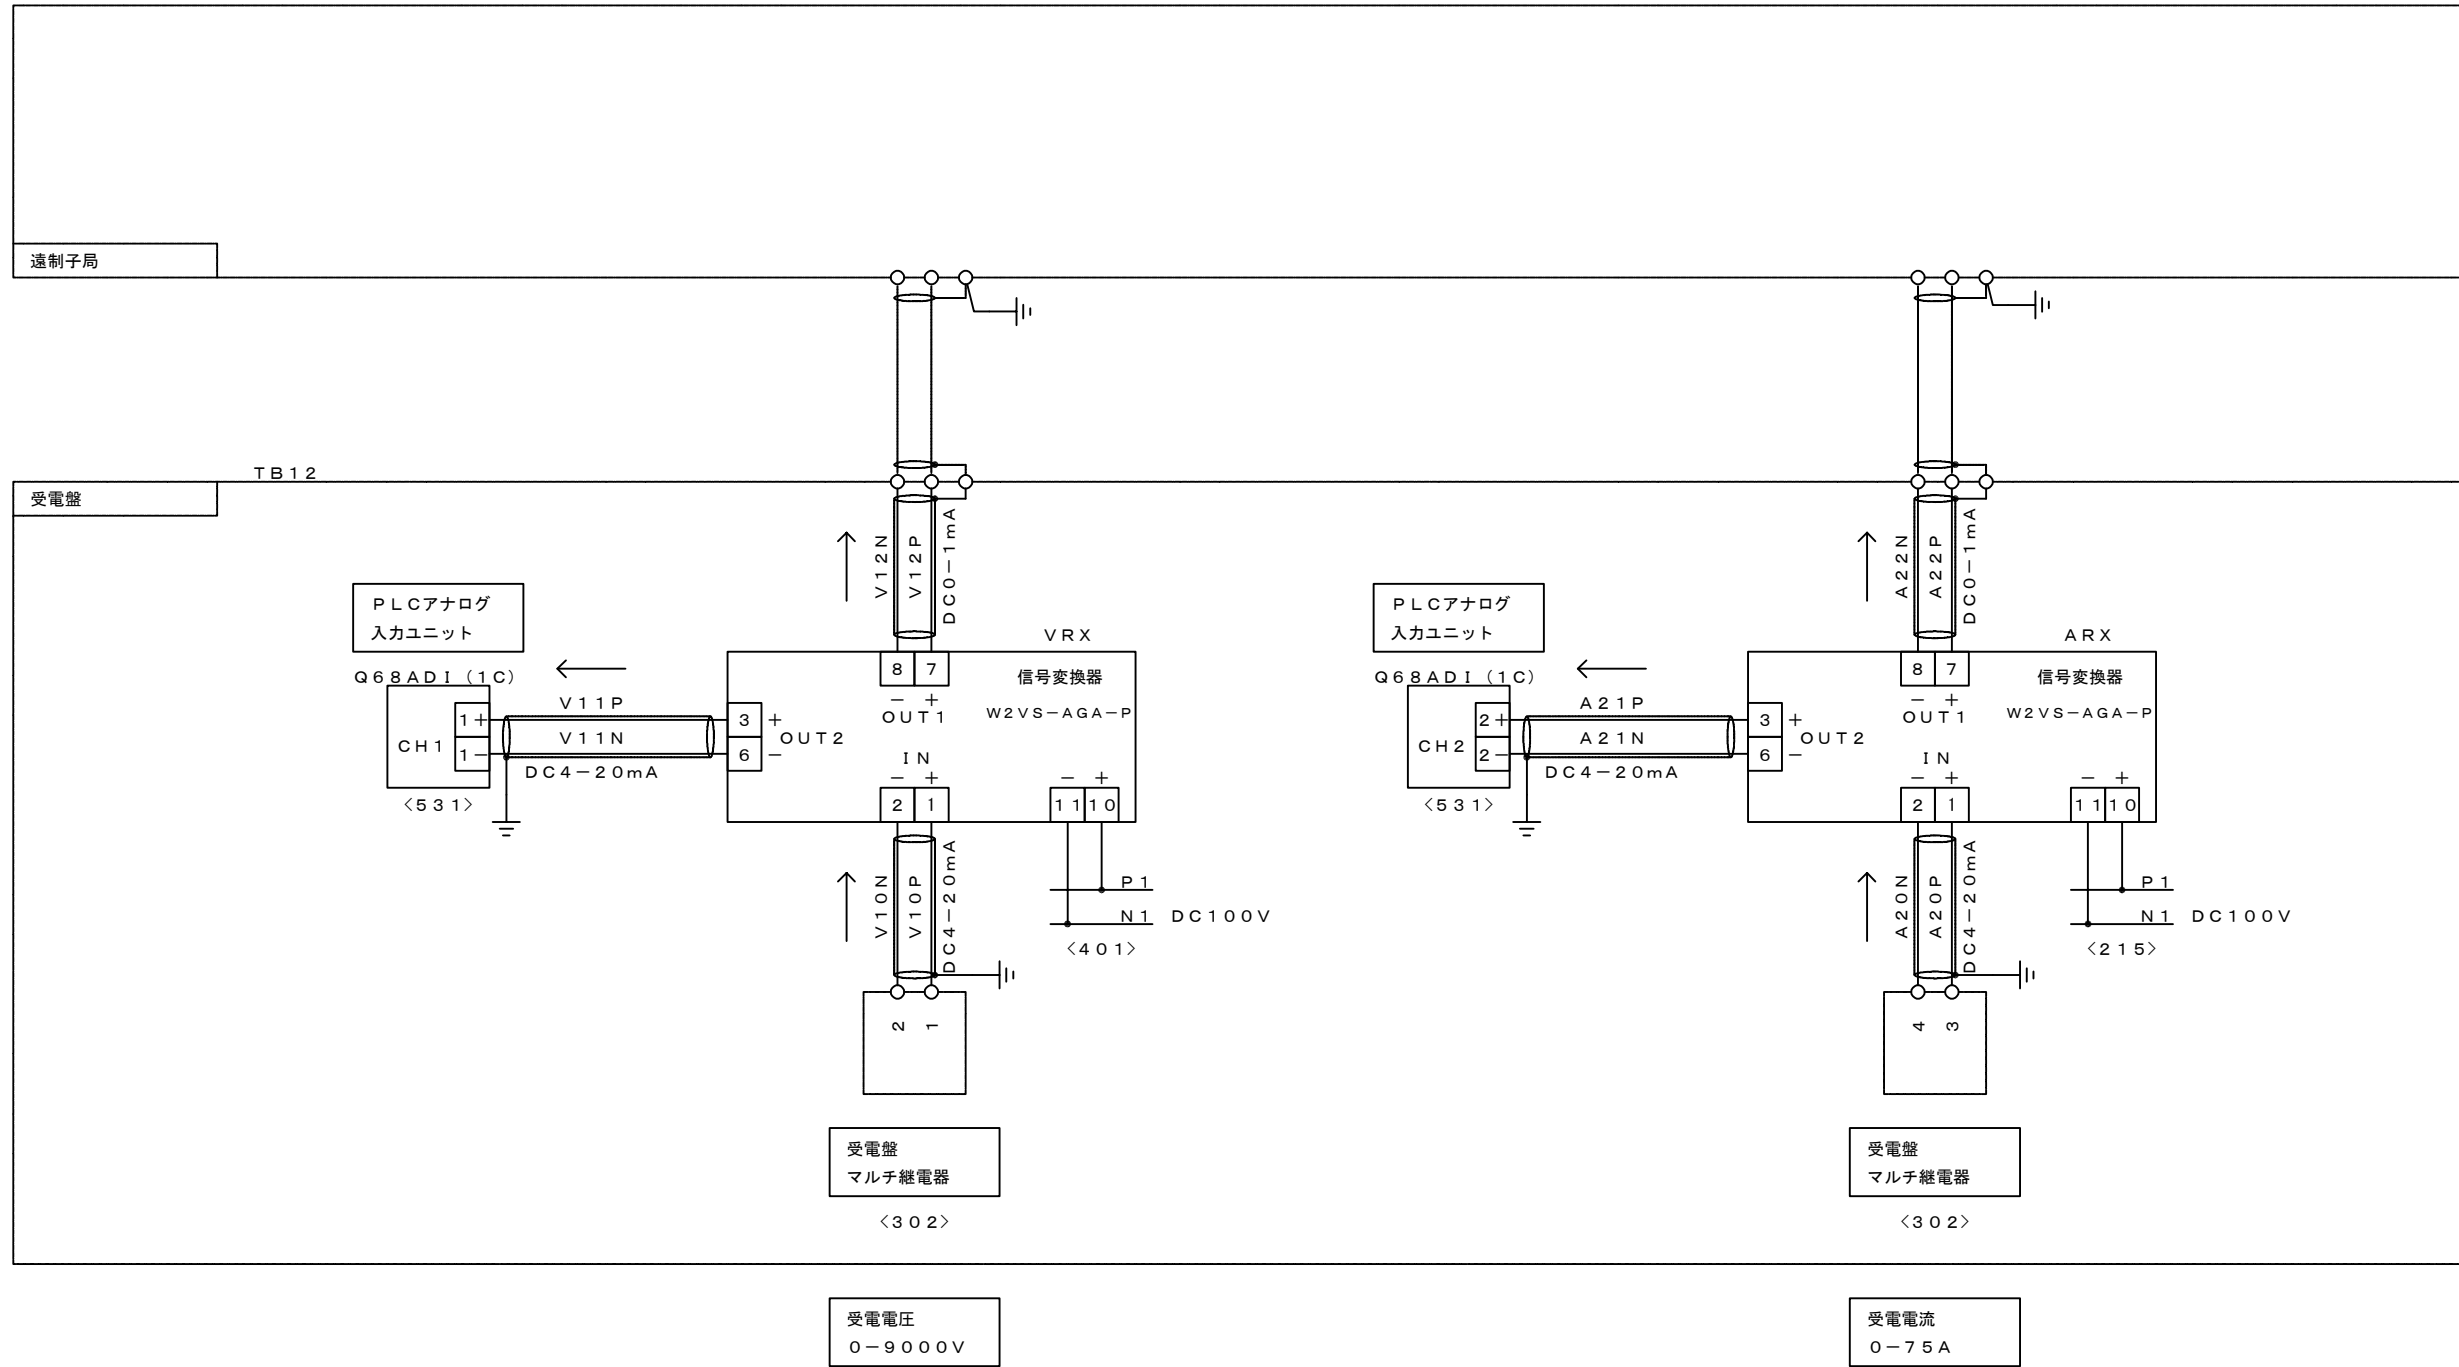 遠制子局
TB12
受電盤
V12N
V12P
DC0-1mA
PLCアナログ
入力ユニット
Q68ADI(1C)
CH1
1+
1-
<531>
V11P
V11N
DC4-20mA
VRX
信号変換器
W2VS-AGA-P
8
7
- +
OUT1
3
+
6
-
OUT2
IN
- +
2
1
- +
11
10
P1
N1
DC100V
<401>
V10N
V10P
DC4-20mA
2
1
受電盤
マルチ継電器
<302>
受電電圧
0-9000V
A22N
A22P
DC0-1mA
PLCアナログ
入力ユニット
Q68ADI(1C)
CH2
2+
2-
<531>
A21P
A21N
DC4-20mA
ARX
信号変換器
W2VS-AGA-P
8
7
- +
OUT1
3
+
6
-
OUT2
IN
- +
2
1
- +
11
10
P1
N1
DC100V
<215>
A20N
A20P
DC4-20mA
4
3
受電盤
マルチ継電器
<302>
受電電流
0-75A